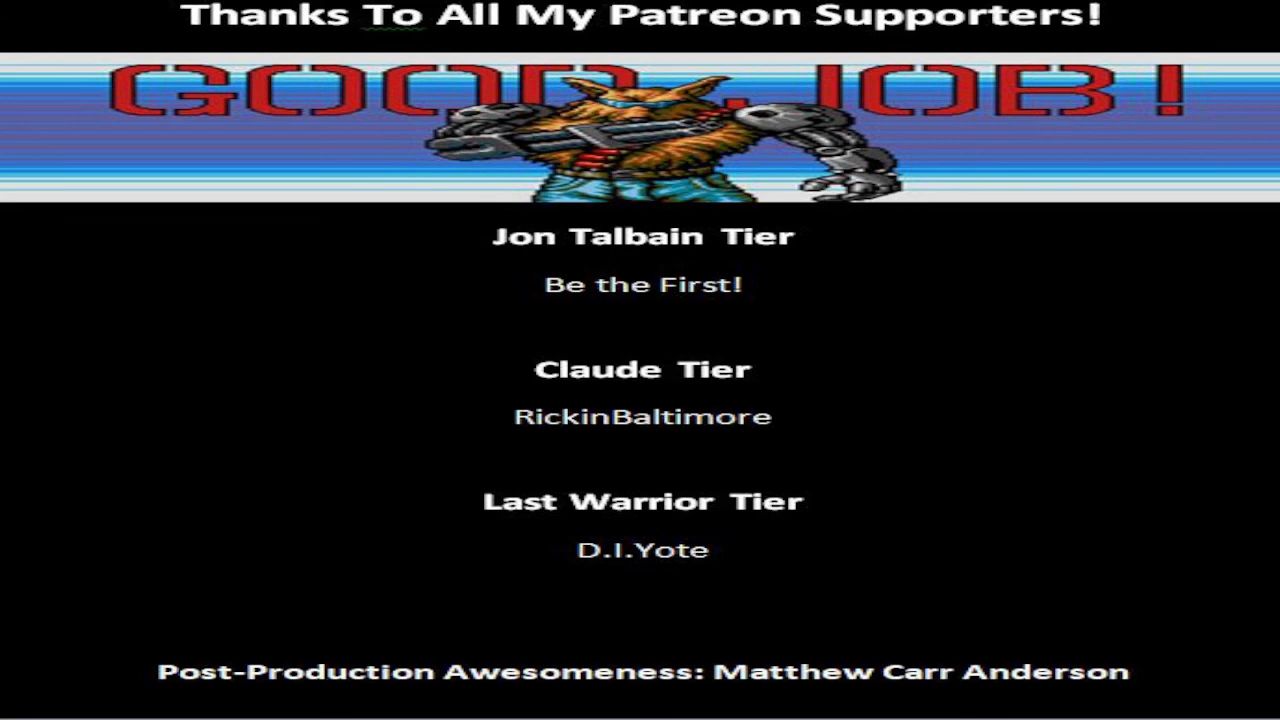 Thanks To All My Patreon Supporters!
GOOD JOB!
Jon Talbain Tier
Be the First!
Claude Tier
RickinBaltimore
Last Warrior Tier
D.I.Yote
Post-Production Awesomeness: Matthew Carr Anderson